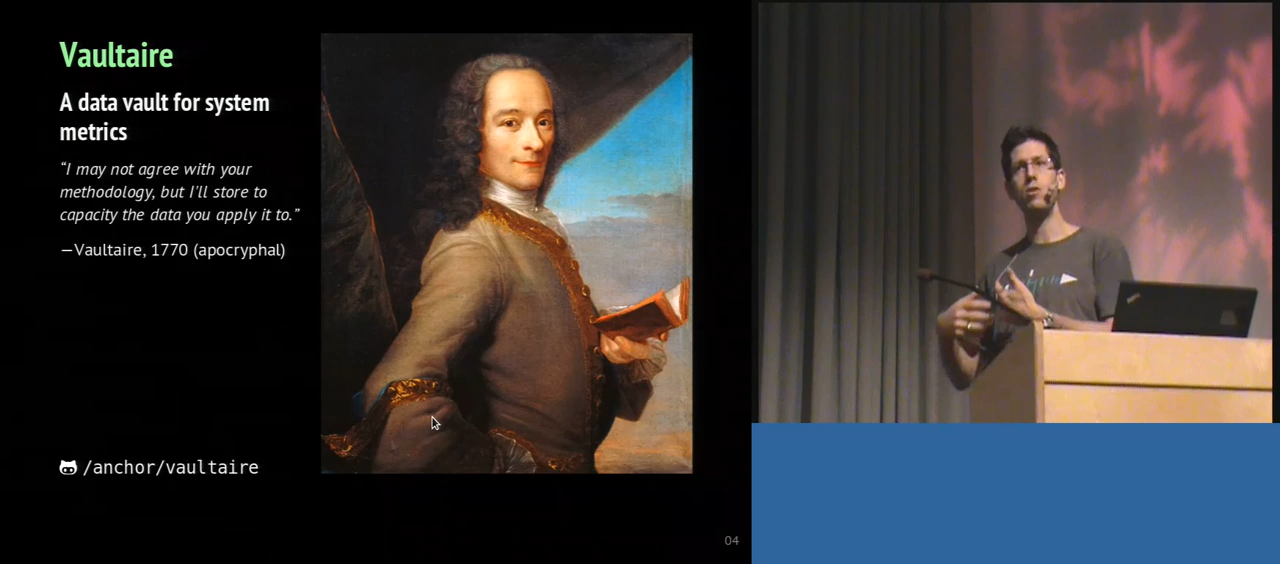 Vaultaire
A data vault for system
metrics
“I may not agree with your
methodology, but I’ll store to
capacity the data you apply it to.”
—Vaultaire, 1770 (apocryphal)
/anchor/vaultaire
04